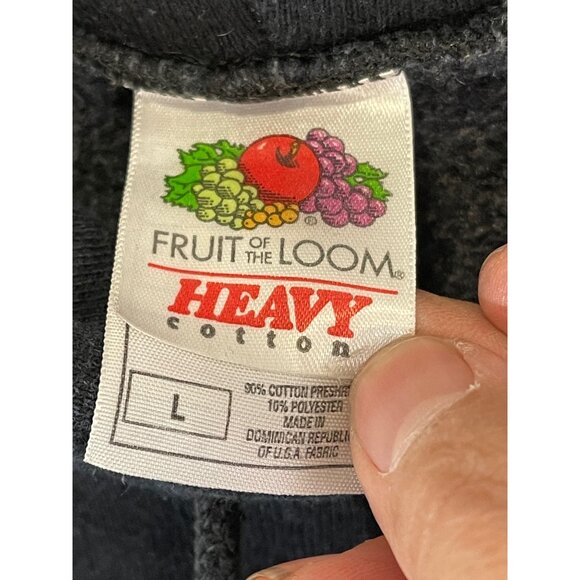 FRUIT OF THE LOOM®
HEAVY
cotton
L
90% COTTON PRESHR
10% POLYESTER
MADE IN
DOMINICAN REPUBLIC
OF U.S.A. FABRIC